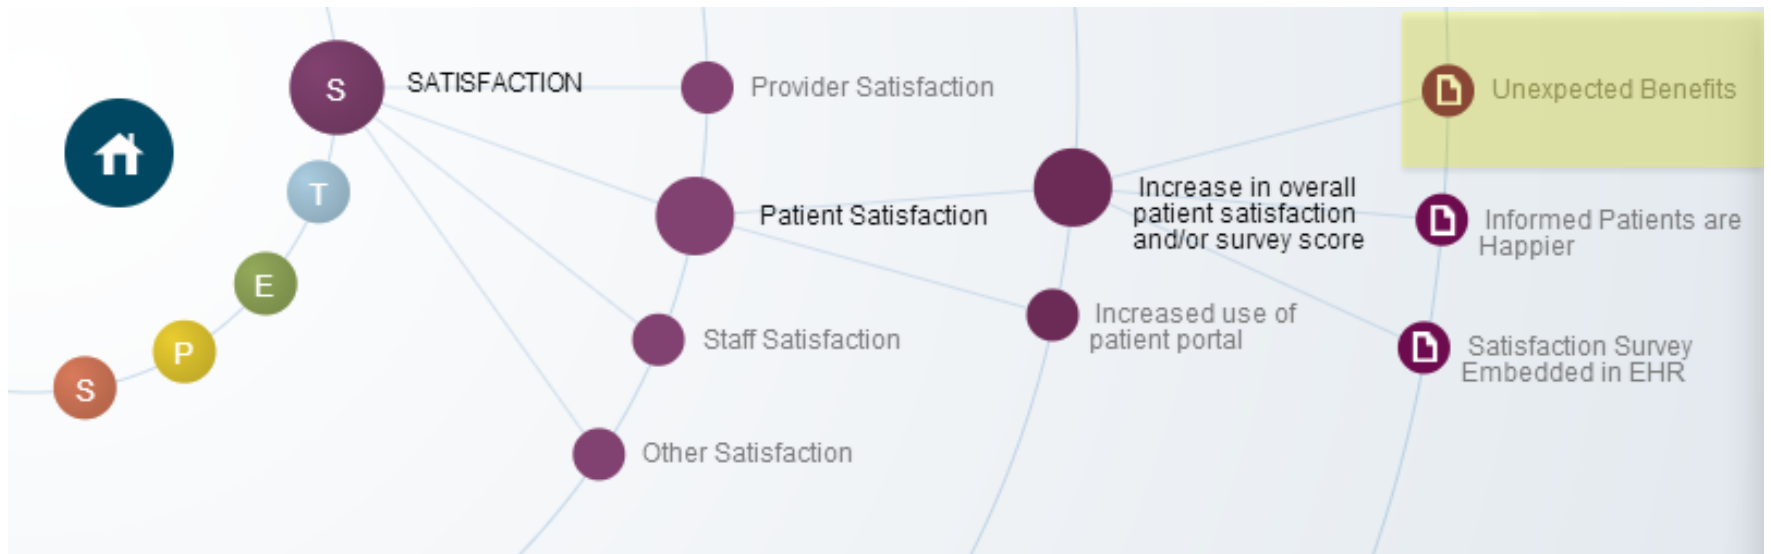 S
SATISFACTION
T
E
P
S
Provider Satisfaction
Patient Satisfaction
Staff Satisfaction
Other Satisfaction
Increase in overall
patient satisfaction
and/or survey score
Increased use of
patient portal
Unexpected Benefits
Informed Patients are
Happier
Satisfaction Survey
Embedded in EHR